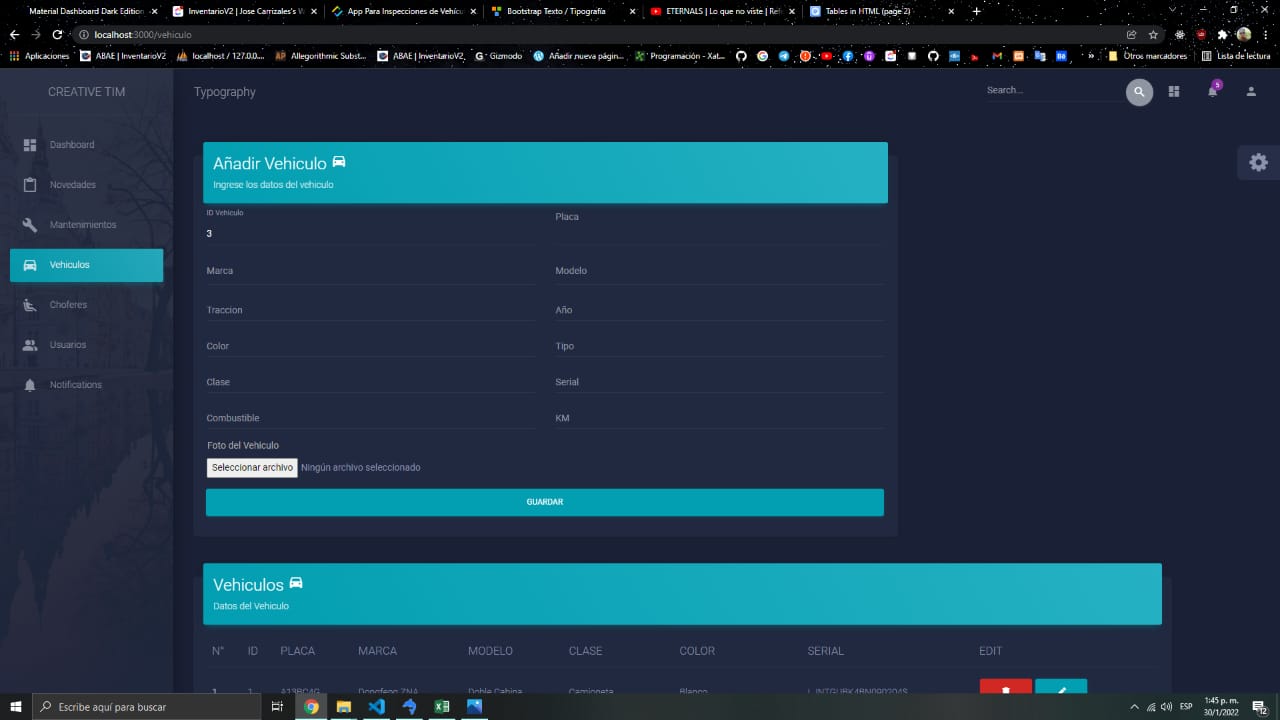 Material Dashboard Dark Edition
InventarioV2 | Jose Carrizales's W
App Para Inspecciones de Vehícu
Bootstrap Texto / Tipografía
ETERNALS | Lo que no viste |
Tables in HTML (page 2)
localhost:3000/vehiculo
Aplicaciones
ABAE | InventarioV2
localhost / 127.0.0...
Allegorithmic Subst...
ABAE | InventarioV2
Gizmodo
Añadir nueva págin...
Programación - Xat...
»
Otros marcadores
Lista de lectura
CREATIVE TIM
Typography
Search...
5
Dashboard
Novedades
Mantenimientos
Vehiculos
Choferes
Usuarios
Notifications
Añadir Vehiculo
Ingrese los datos del vehiculo
ID Vehiculo
3
Placa
Marca
Modelo
Traccion
Año
Color
Tipo
Clase
Serial
Combustible
KM
Foto del Vehiculo
Seleccionar archivo Ningún archivo seleccionado
GUARDAR
Vehiculos
Datos del Vehiculo
N° ID PLACA MARCA MODELO CLASE COLOR SERIAL EDIT
1 1 A13BC4G Dongfeng ZNA Doble Cabina Camioneta Blanco
Escribe aquí para buscar
ESP
1:45 p. m.
30/1/2022
12